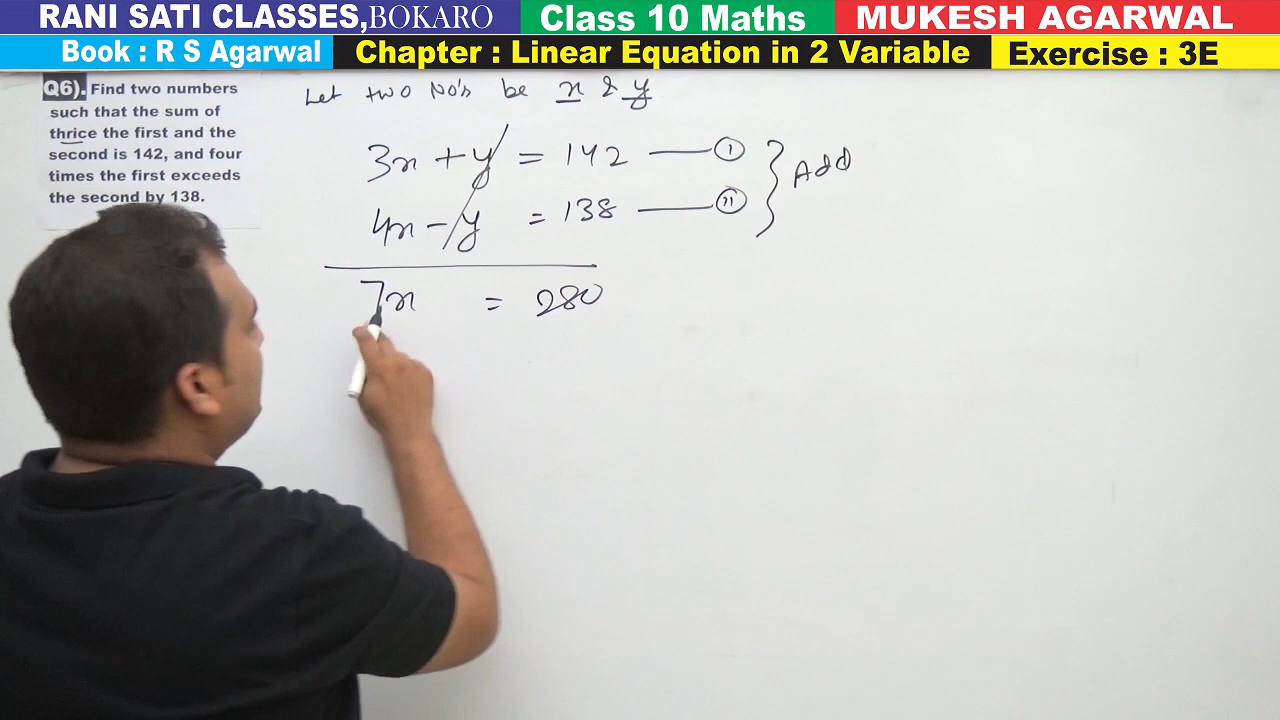 RANI SATI CLASSES,BOKARO Class 10 Maths MUKESH AGARWAL
Book : R S Agarwal Chapter : Linear Equation in 2 Variable Exercise : 3E
Q6). Find two numbers
such that the sum of
thrice the first and the
second is 142, and four
times the first exceeds
the second by 138.
Let two No's be x & y
3x + y = 142 — I
4x - y = 138 — II
Add
7x = 280